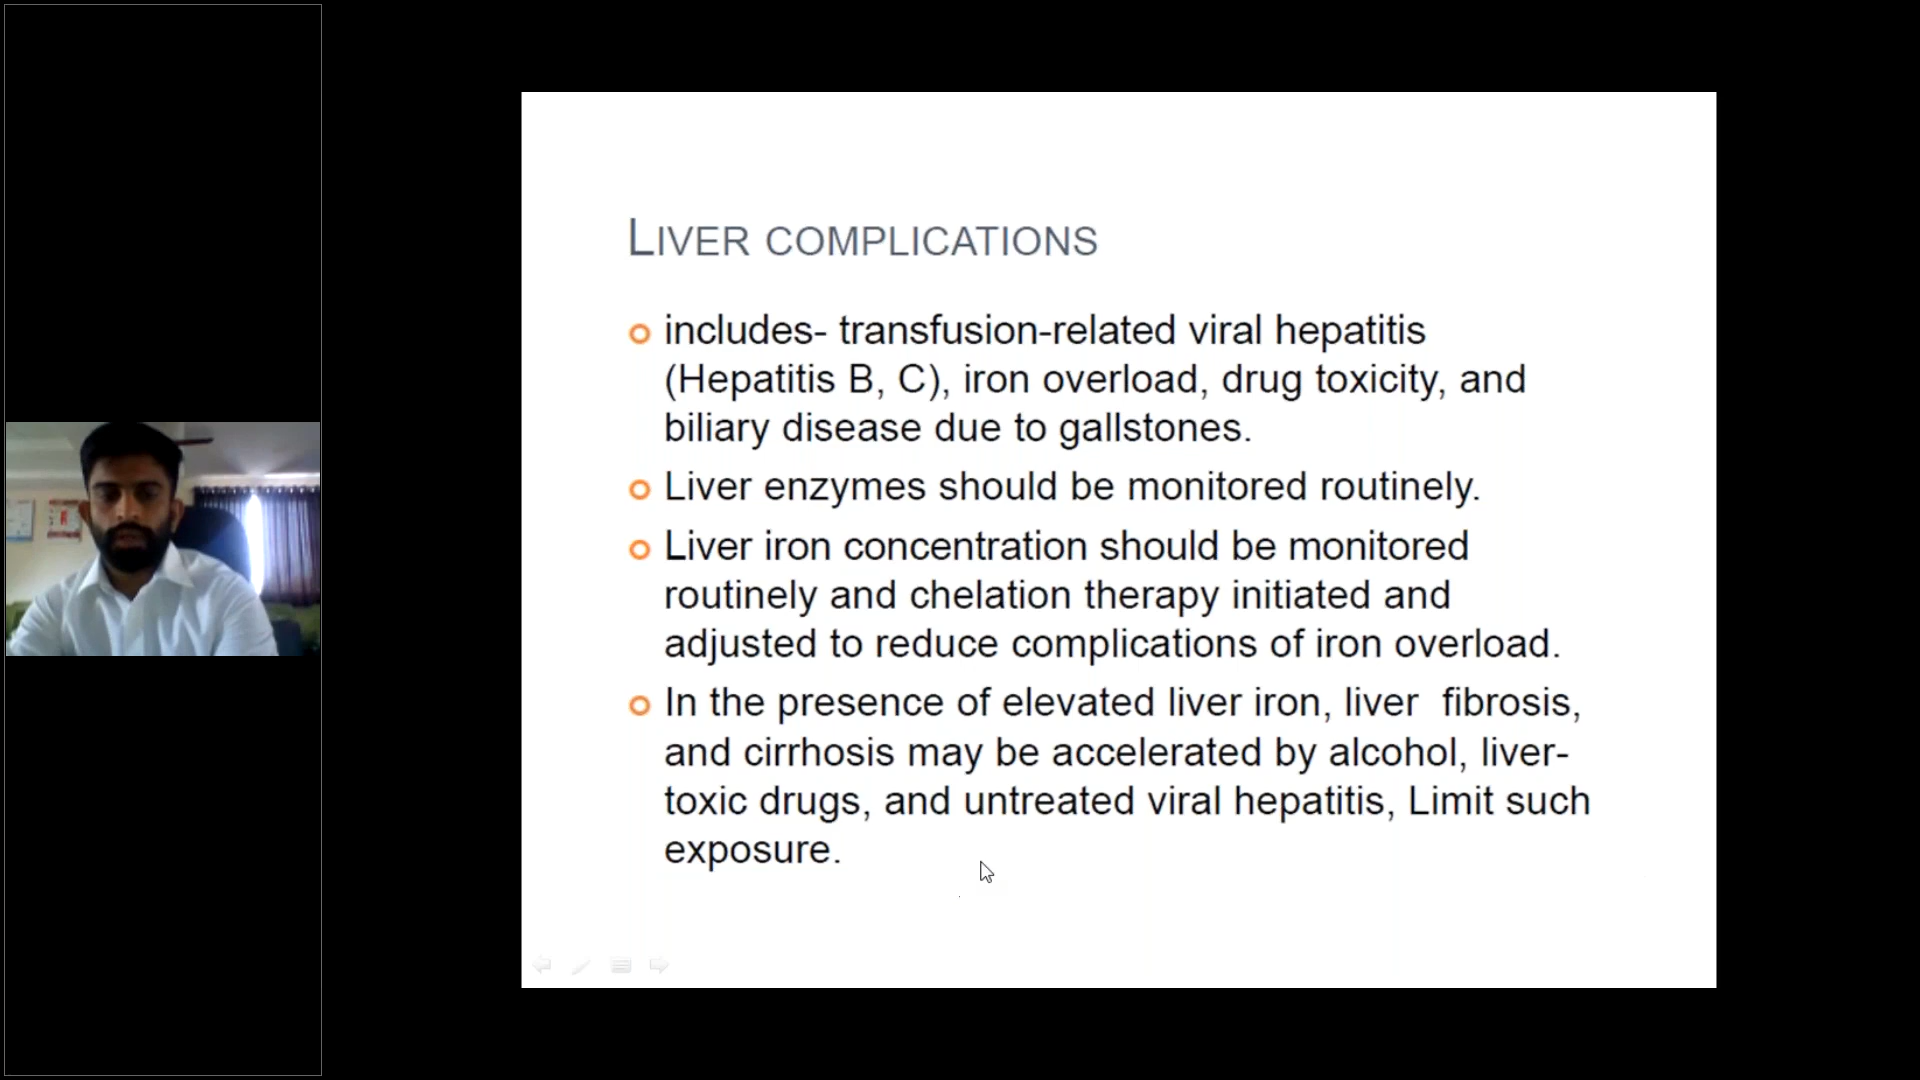 LIVER COMPLICATIONS
includes- transfusion-related viral hepatitis
(Hepatitis B, C), iron overload, drug toxicity, and
biliary disease due to gallstones.
Liver enzymes should be monitored routinely.
Liver iron concentration should be monitored
routinely and chelation therapy initiated and
adjusted to reduce complications of iron overload.
In the presence of elevated liver iron, liver  fibrosis,
and cirrhosis may be accelerated by alcohol, liver-
toxic drugs, and untreated viral hepatitis, Limit such
exposure.